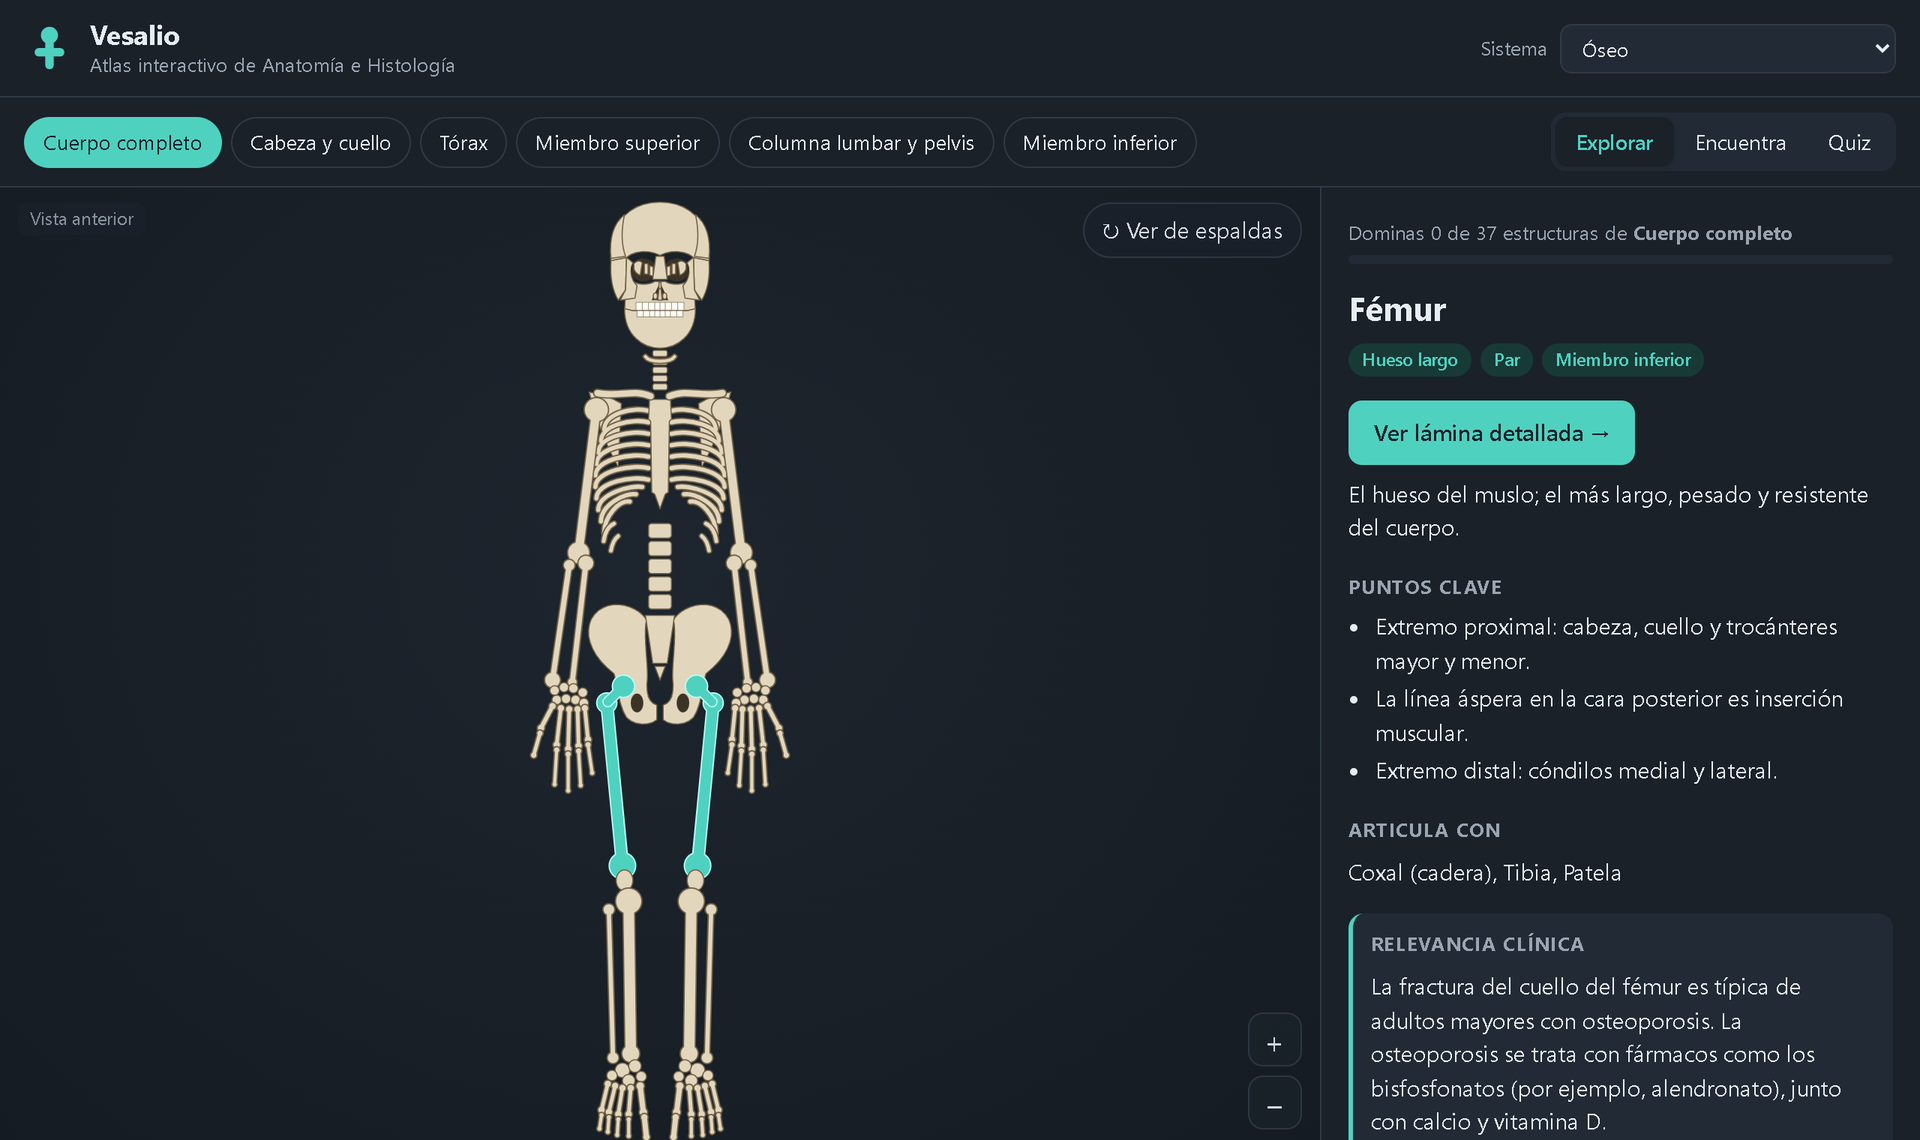 Vesalio
Atlas interactivo de Anatomía e Histología
Sistema
Óseo
Cuerpo completo
Cabeza y cuello
Tórax
Miembro superior
Columna lumbar y pelvis
Miembro inferior
Explorar
Encuentra
Quiz
Vista anterior
↻ Ver de espaldas
Dominas 0 de 37 estructuras de Cuerpo completo
Fémur
Hueso largo
Par
Miembro inferior
Ver lámina detallada →
El hueso del muslo; el más largo, pesado y resistente
del cuerpo.
PUNTOS CLAVE
• Extremo proximal: cabeza, cuello y trocánteres
mayor y menor.
• La línea áspera en la cara posterior es inserción
muscular.
• Extremo distal: cóndilos medial y lateral.
ARTICULA CON
Coxal (cadera), Tibia, Patela
RELEVANCIA CLÍNICA
La fractura del cuello del fémur es típica de
adultos mayores con osteoporosis. La
osteoporosis se trata con fármacos como los
bisfosfonatos (por ejemplo, alendronato), junto
con calcio y vitamina D.
+
−